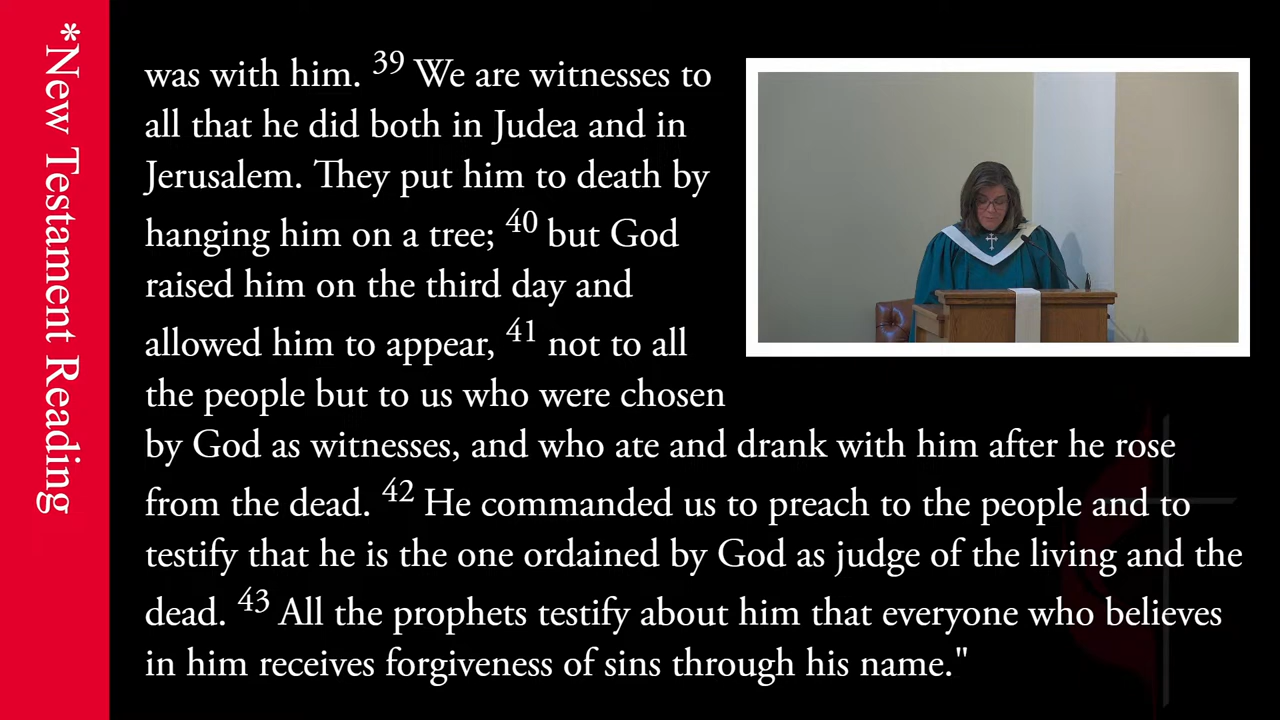 *New Testament Reading
was with him. 39 We are witnesses to
all that he did both in Judea and in
Jerusalem. They put him to death by
hanging him on a tree; 40 but God
raised him on the third day and
allowed him to appear, 41 not to all
the people but to us who were chosen
by God as witnesses, and who ate and drank with him after he rose
from the dead. 42 He commanded us to preach to the people and to
testify that he is the one ordained by God as judge of the living and the
dead. 43 All the prophets testify about him that everyone who believes
in him receives forgiveness of sins through his name."